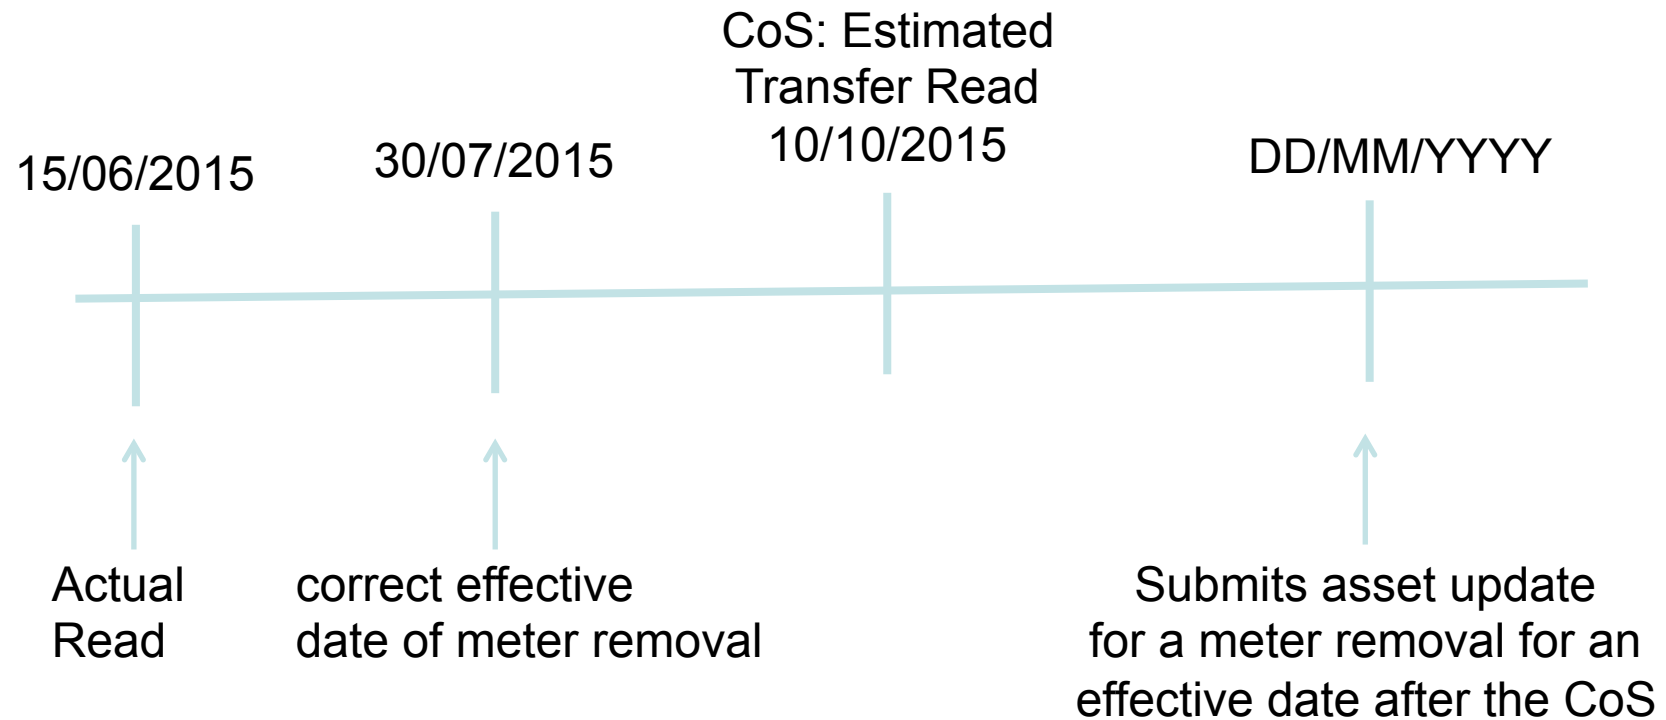 CoS: Estimated
Transfer Read
10/10/2015
15/06/2015
30/07/2015
DD/MM/YYYY
Actual
Read
correct effective
date of meter removal
Submits asset update
for a meter removal for an
effective date after the CoS